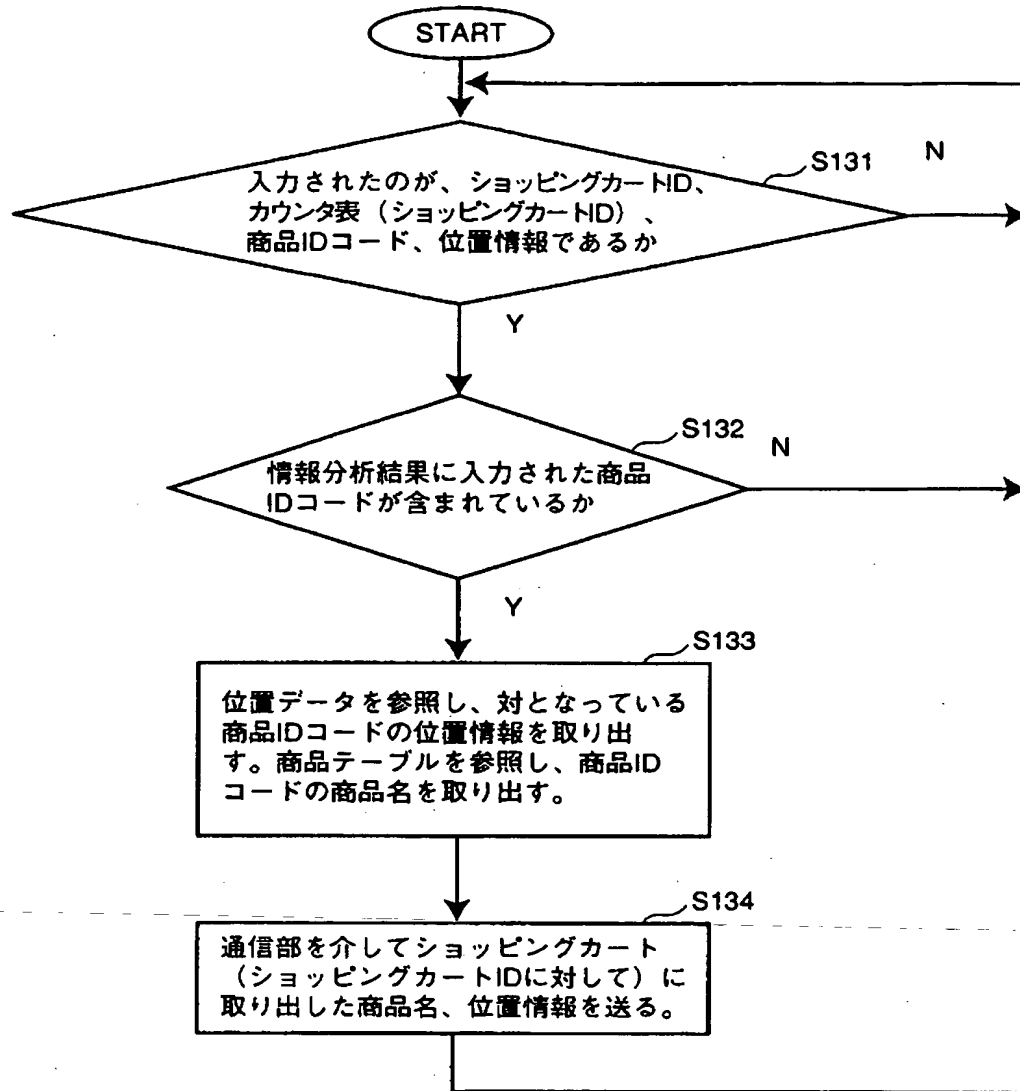 START
S131
N
入力されたのが、ショッピングカートID、
カウンタ表（ショッピングカートID）、
商品IDコード、位置情報であるか
Y
S132
N
情報分析結果に入力された商品
IDコードが含まれているか
Y
S133
位置データを参照し、対となっている
商品IDコードの位置情報を取り出
す。商品テーブルを参照し、商品ID
コードの商品名を取り出す。
S134
通信部を介してショッピングカート
（ショッピングカートIDに対して）に
取り出した商品名、位置情報を送る。